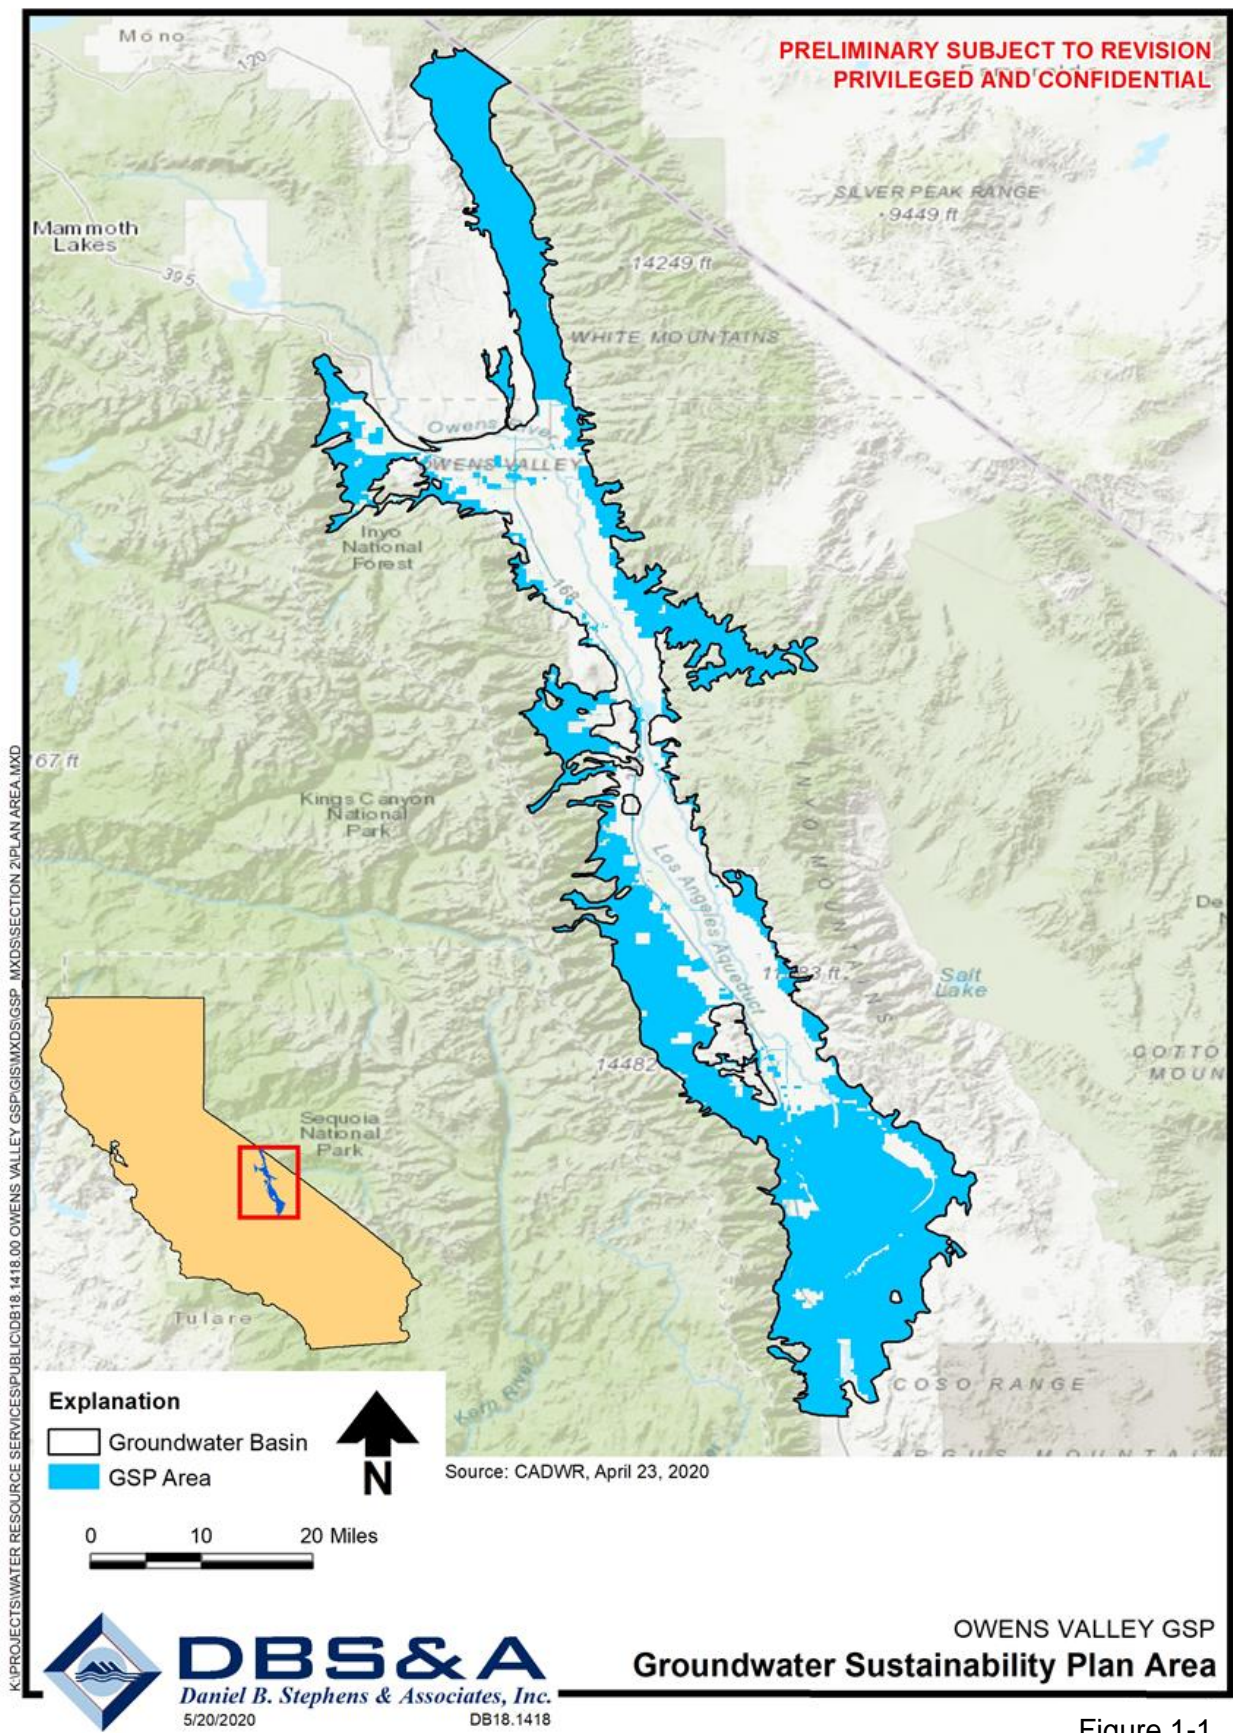 Mono
120
PRELIMINARY SUBJECT TO REVISION
PRIVILEGED AND CONFIDENTIAL
SILVER PEAK RANGE
9449 ft
Mammoth
Lakes
395
14249 ft
WHITE MOUNTAINS
Owens River
OWENS VALLEY
Inyo
National
Forest
168
67 ft
Kings Canyon
National
Park
INYO MOUNTAINS
Los Angeles Aqueduct
De
N
Salt
Lake
14482
COTTO
MOUN
Sequoia
National
Park
Tulare
Kern River
COSO RANGE
ARGUS MOUNTAIN
Explanation
Groundwater Basin
GSP Area
N
Source: CADWR, April 23, 2020
0 10 20 Miles
K:\PROJECTS\WATER RESOURCE SERVICES\PUBLIC\DB18.1418.00 OWENS VALLEY GSP\GIS\MXDS\GSP_MXDS\SECTION 2\PLAN AREA.MXD
DBS&A
Daniel B. Stephens & Associates, Inc.
5/20/2020 DB18.1418
OWENS VALLEY GSP
Groundwater Sustainability Plan Area
Figure 1-1